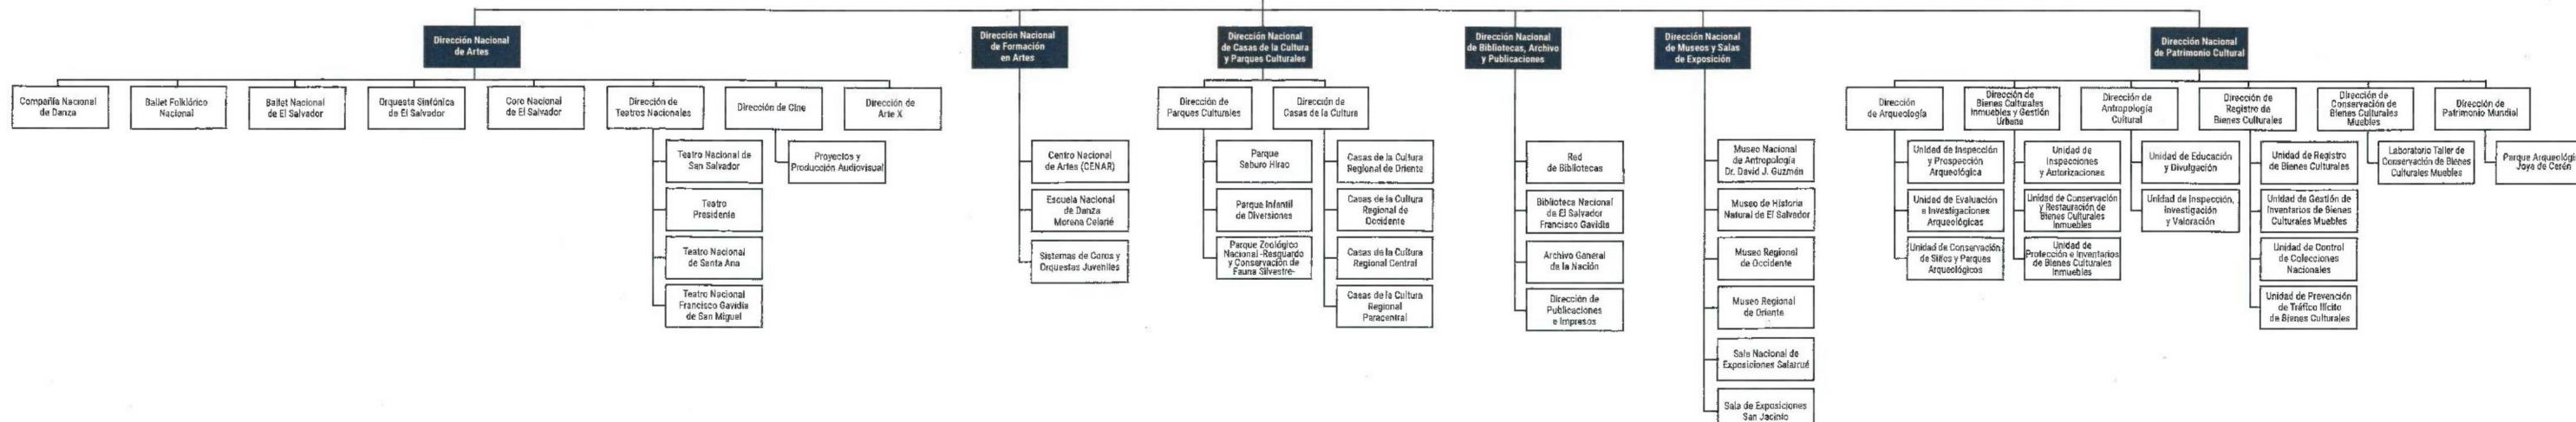 Dirección Nacional
de Artes
Dirección Nacional
de Formación
en Artes
Dirección Nacional
de Casas de la Cultura
y Parques Culturales
Dirección Nacional
de Bibliotecas, Archivo
y Publicaciones
Dirección Nacional
de Museos y Salas
de Exposición
Dirección Nacional
de Patrimonio Cultural
Compañía Nacional
de Danza
Ballet Folklórico
Nacional
Ballet Nacional
de El Salvador
Orquesta Sinfónica
de El Salvador
Coro Nacional
de El Salvador
Dirección de
Teatros Nacionales
Dirección de Cine
Dirección de
Arte X
Teatro Nacional de
San Salvador
Teatro
Presidente
Teatro Nacional
de Santa Ana
Teatro Nacional
Francisco Gavidia
de San Miguel
Proyectos y
Producción Audiovisual
Centro Nacional
de Artes (CENAR)
Escuela Nacional
de Danza
Morena Celarié
Sistemas de Coros y
Orquestas Juveniles
Dirección de
Parques Culturales
Dirección de
Casas de la Cultura
Parque
Saburo Hirao
Parque Infantil
de Diversiones
Parque Zoológico
Nacional -Resguardo
y Conservación de
Fauna Silvestre-
Casas de la Cultura
Regional de Oriente
Casas de la Cultura
Regional de
Occidente
Casas de la Cultura
Regional Central
Casas de la Cultura
Regional
Paracentral
Red
de Bibliotecas
Biblioteca Nacional
de El Salvador
Francisco Gavidia
Archivo General
de la Nación
Dirección de
Publicaciones
e Impresos
Museo Nacional
de Antropología
Dr. David J. Guzmán
Museo de Historia
Natural de El Salvador
Museo Regional
de Occidente
Museo Regional
de Oriente
Sala Nacional de
Exposiciones Salarrué
Sala de Exposiciones
San Jacinto
Dirección
de Arqueología
Dirección de
Bienes Culturales
Inmuebles y Gestión
Urbana
Dirección de
Antropología
Cultural
Dirección de
Registro de
Bienes Culturales
Dirección de
Conservación de
Bienes Culturales
Muebles
Dirección de
Patrimonio Mundial
Unidad de Inspección
y Prospección
Arqueológica
Unidad de Evaluación
e Investigaciones
Arqueológicas
Unidad de Conservación
de Sitios y Parques
Arqueológicos
Unidad de
Inspecciones
y Autorizaciones
Unidad de Conservación
y Restauración de
Bienes Culturales
Inmuebles
Unidad de
Protección e Inventarios
de Bienes Culturales
Inmuebles
Unidad de Educación
y Divulgación
Unidad de Inspección,
Investigación
y Valoración
Unidad de Registro
de Bienes Culturales
Unidad de Gestión de
Inventarios de Bienes
Culturales Muebles
Unidad de Control
de Colecciones
Nacionales
Unidad de Prevención
de Tráfico Ilícito
de Bienes Culturales
Laboratorio Taller de
Conservación de Bienes
Culturales Muebles
Parque Arqueológi
Joya de Cerén